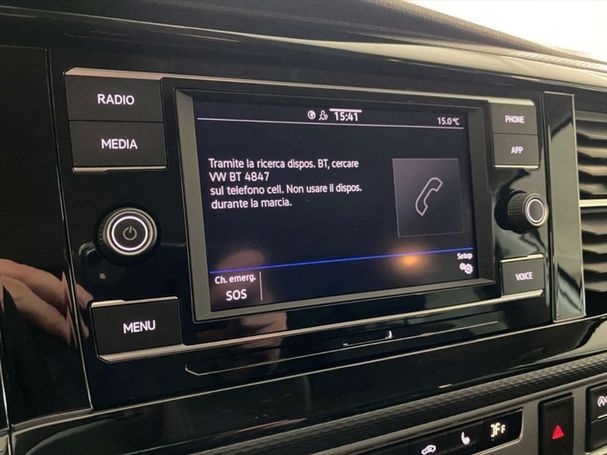 RADIO
MEDIA
MENU
15:41
15.0°C
Tramite la ricerca dispos. BT, cercare
VW BT 4847
sul telefono cell. Non usare il dispos.
durante la marcia.
Setup
Ch. emerg.
SOS
PHONE
APP
VOICE